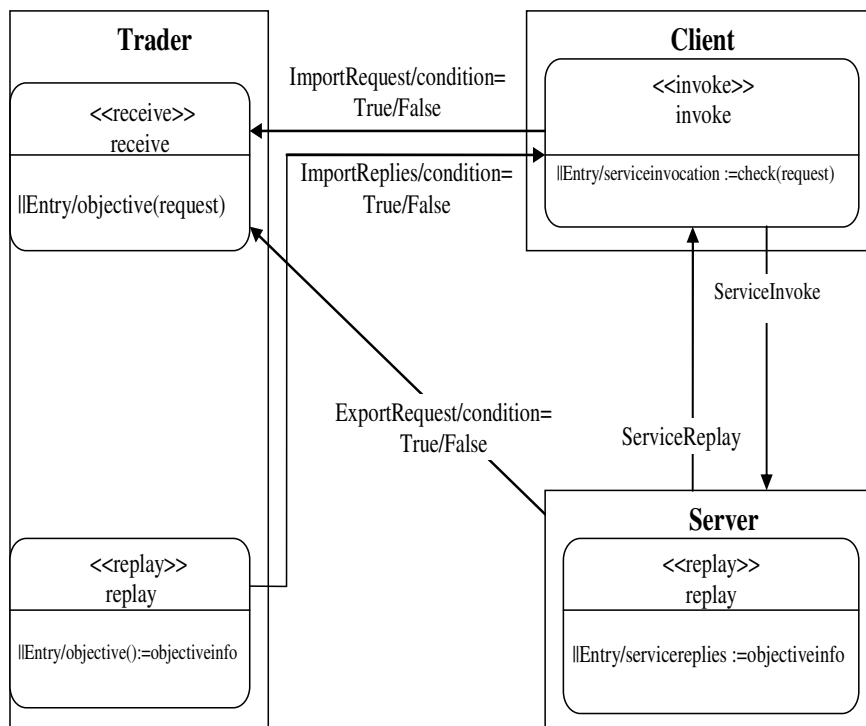 Trader
<<receive>>
receive
||Entry/objective(request)
ImportRequest/condition=
True/False
ImportReplies/condition=
True/False
Client
<<invoke>>
invoke
||Entry/serviceinvocation :=check(request)
ServiceInvoke
ExportRequest/condition=
True/False
ServiceReplay
<<replay>>
replay
||Entry/objective():=objectiveinfo
Server
<<replay>>
replay
||Entry/servicereplies :=objectiveinfo